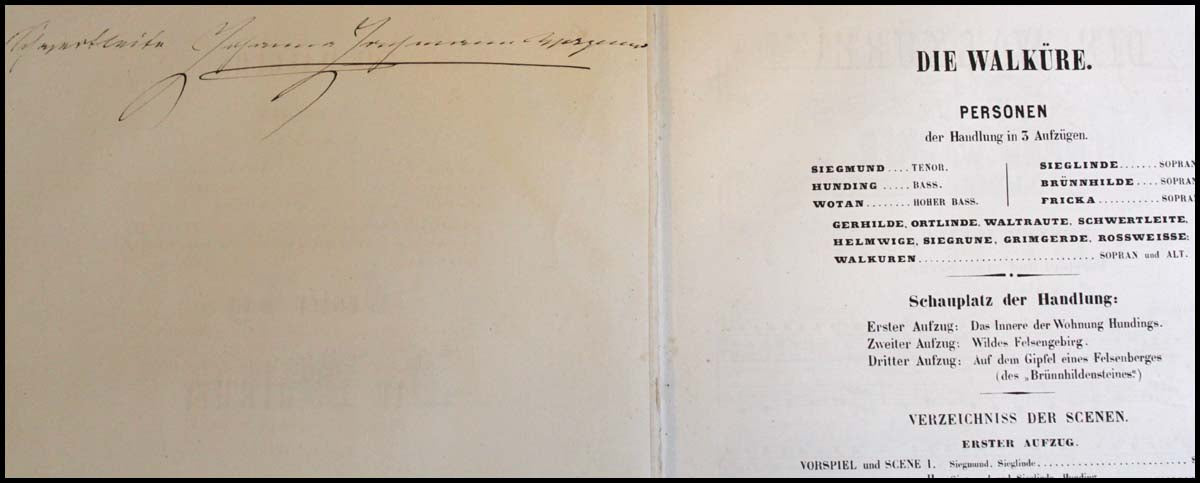 Schwertleite Johanna Jachmann Wagner
DIE WALKÜRE.
PERSONEN
der Handlung in 3 Aufzügen.
SIEGMUND .... TENOR.
HUNDING ..... BASS.
WOTAN ........ HOHER BASS.
SIEGLINDE ....... SOPRAN
BRÜNNHILDE .... SOPRA
FRICKA ........... SOPRA
GERHILDE, ORTLINDE, WALTRAUTE, SCHWERTLEITE,
HELMWIGE, SIEGRUNE, GRIMGERDE, ROSSWEISSE:
WALKUREN .............................. SOPRAN und ALT.
Schauplatz der Handlung:
Erster Aufzug: Das Innere der Wohnung Hundings.
Zweiter Aufzug: Wildes Felsengebirg.
Dritter Aufzug: Auf dem Gipfel eines Felsenberges
(des „Brünnhildensteines”)
VERZEICHNISS DER SCENEN.
ERSTER AUFZUG.
VORSPIEL und SCENE I. Siegmund. Sieglinde ........................ S